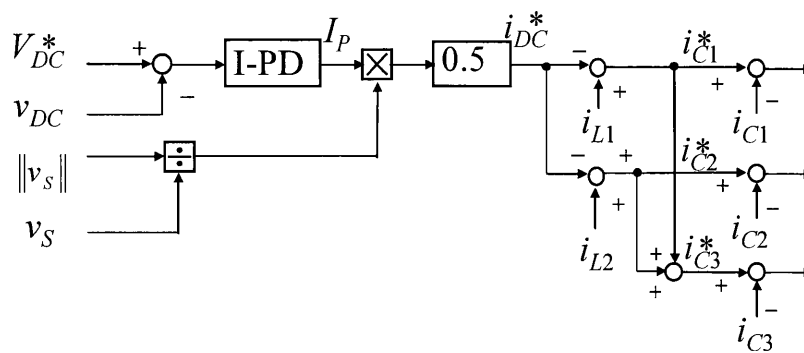 V*DC
+
−
vDC
I-PD
IP
×
0.5
i*DC
÷
‖vS‖
vS
−
+
iL1
i*C1
+
−
iC1
−
+
+
iL2
i*C2
+
−
iC2
+
+
i*C3
+
−
iC3